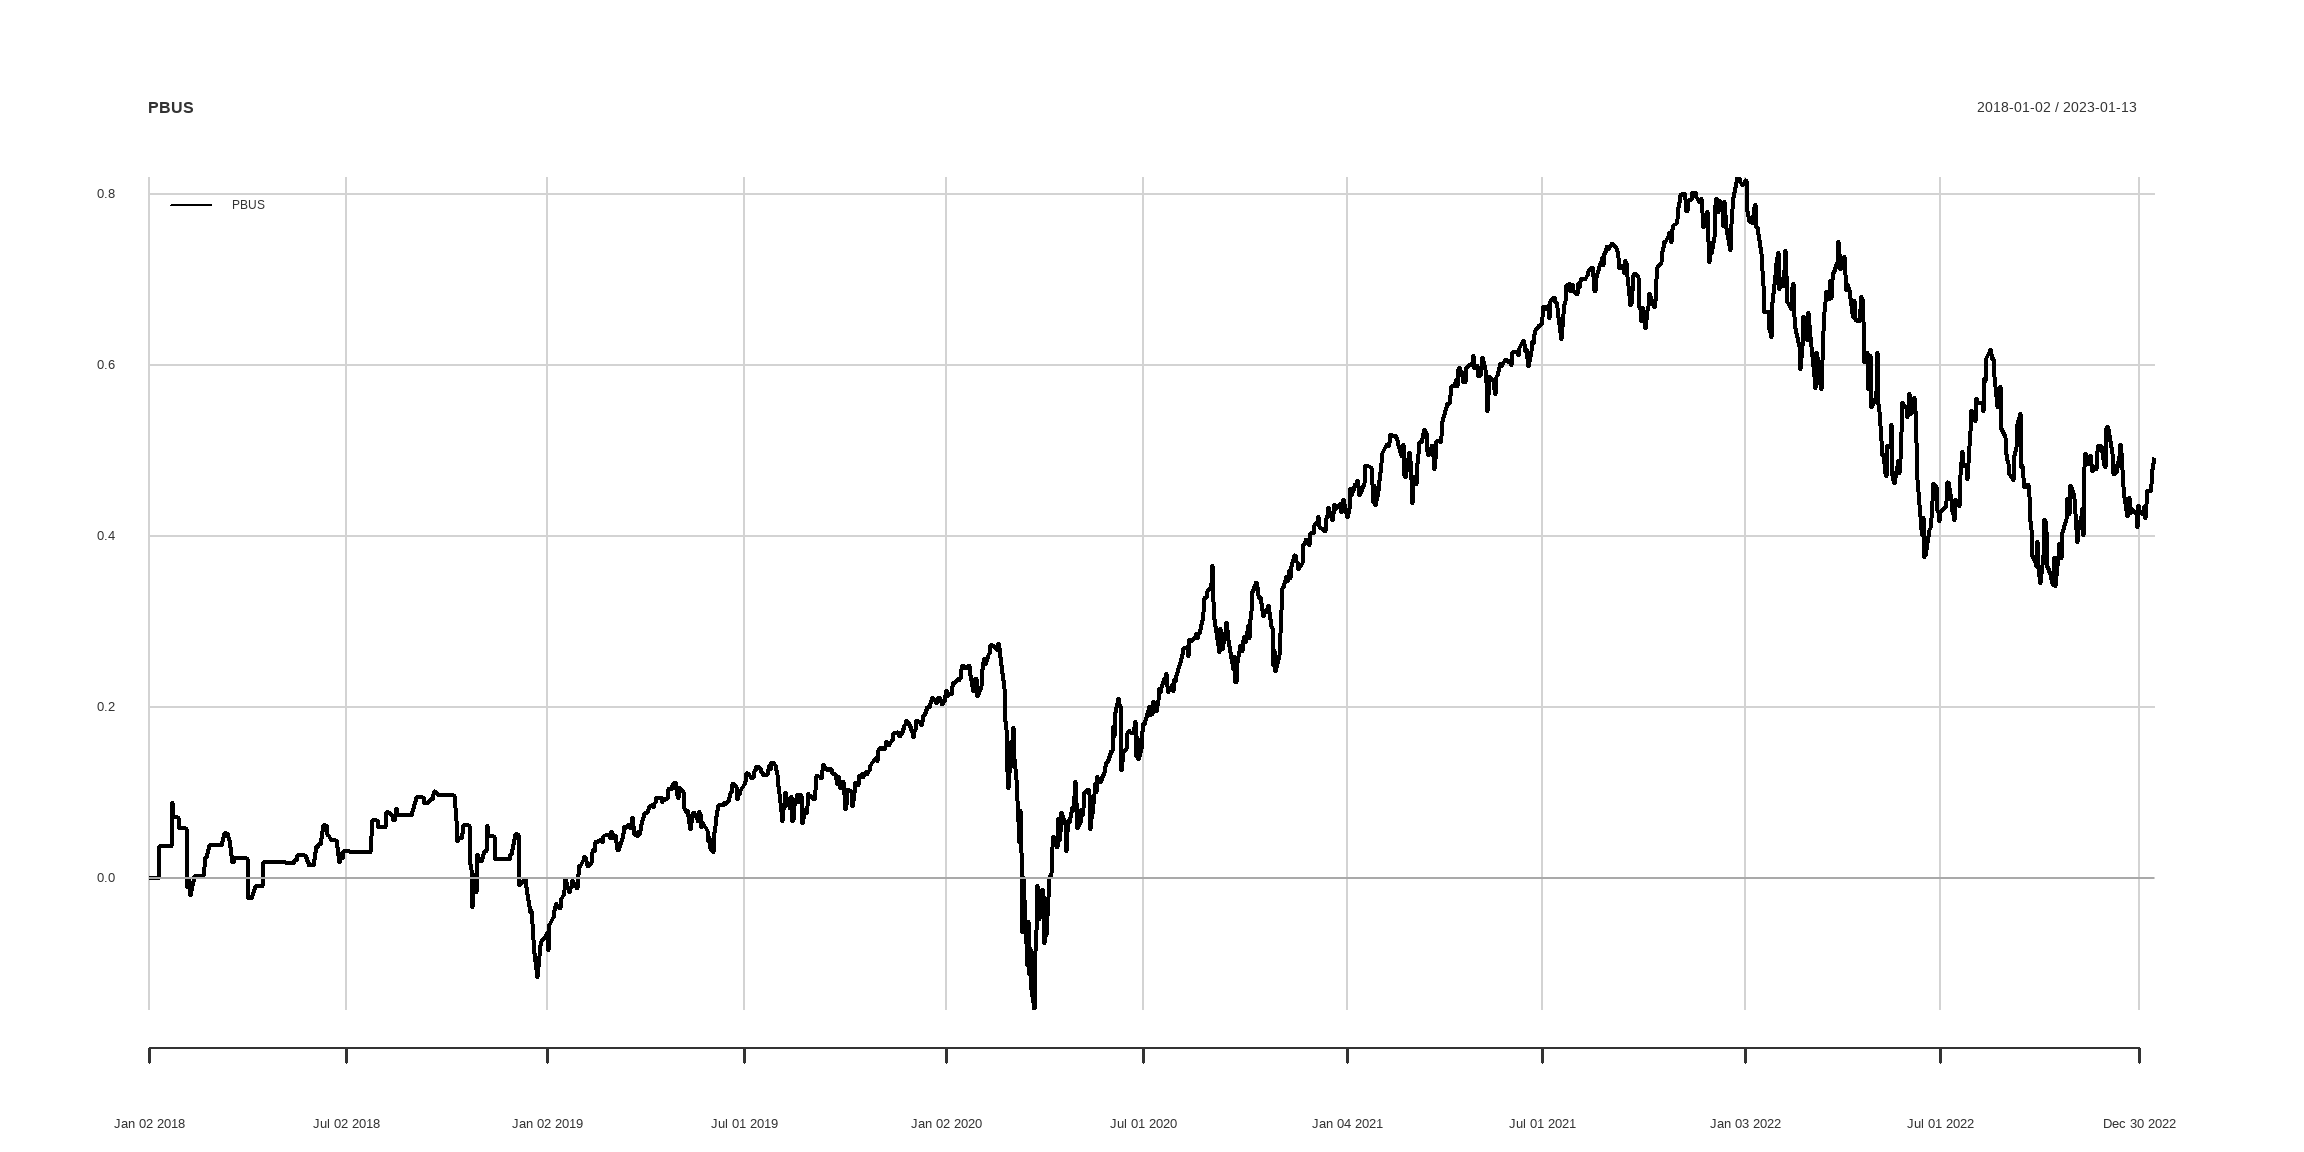 PBUS
2018-01-02 / 2023-01-13
0.8
PBUS
0.6
0.4
0.2
0.0
Jan 02 2018
Jul 02 2018
Jan 02 2019
Jul 01 2019
Jan 02 2020
Jul 01 2020
Jan 04 2021
Jul 01 2021
Jan 03 2022
Jul 01 2022
Dec 30 2022